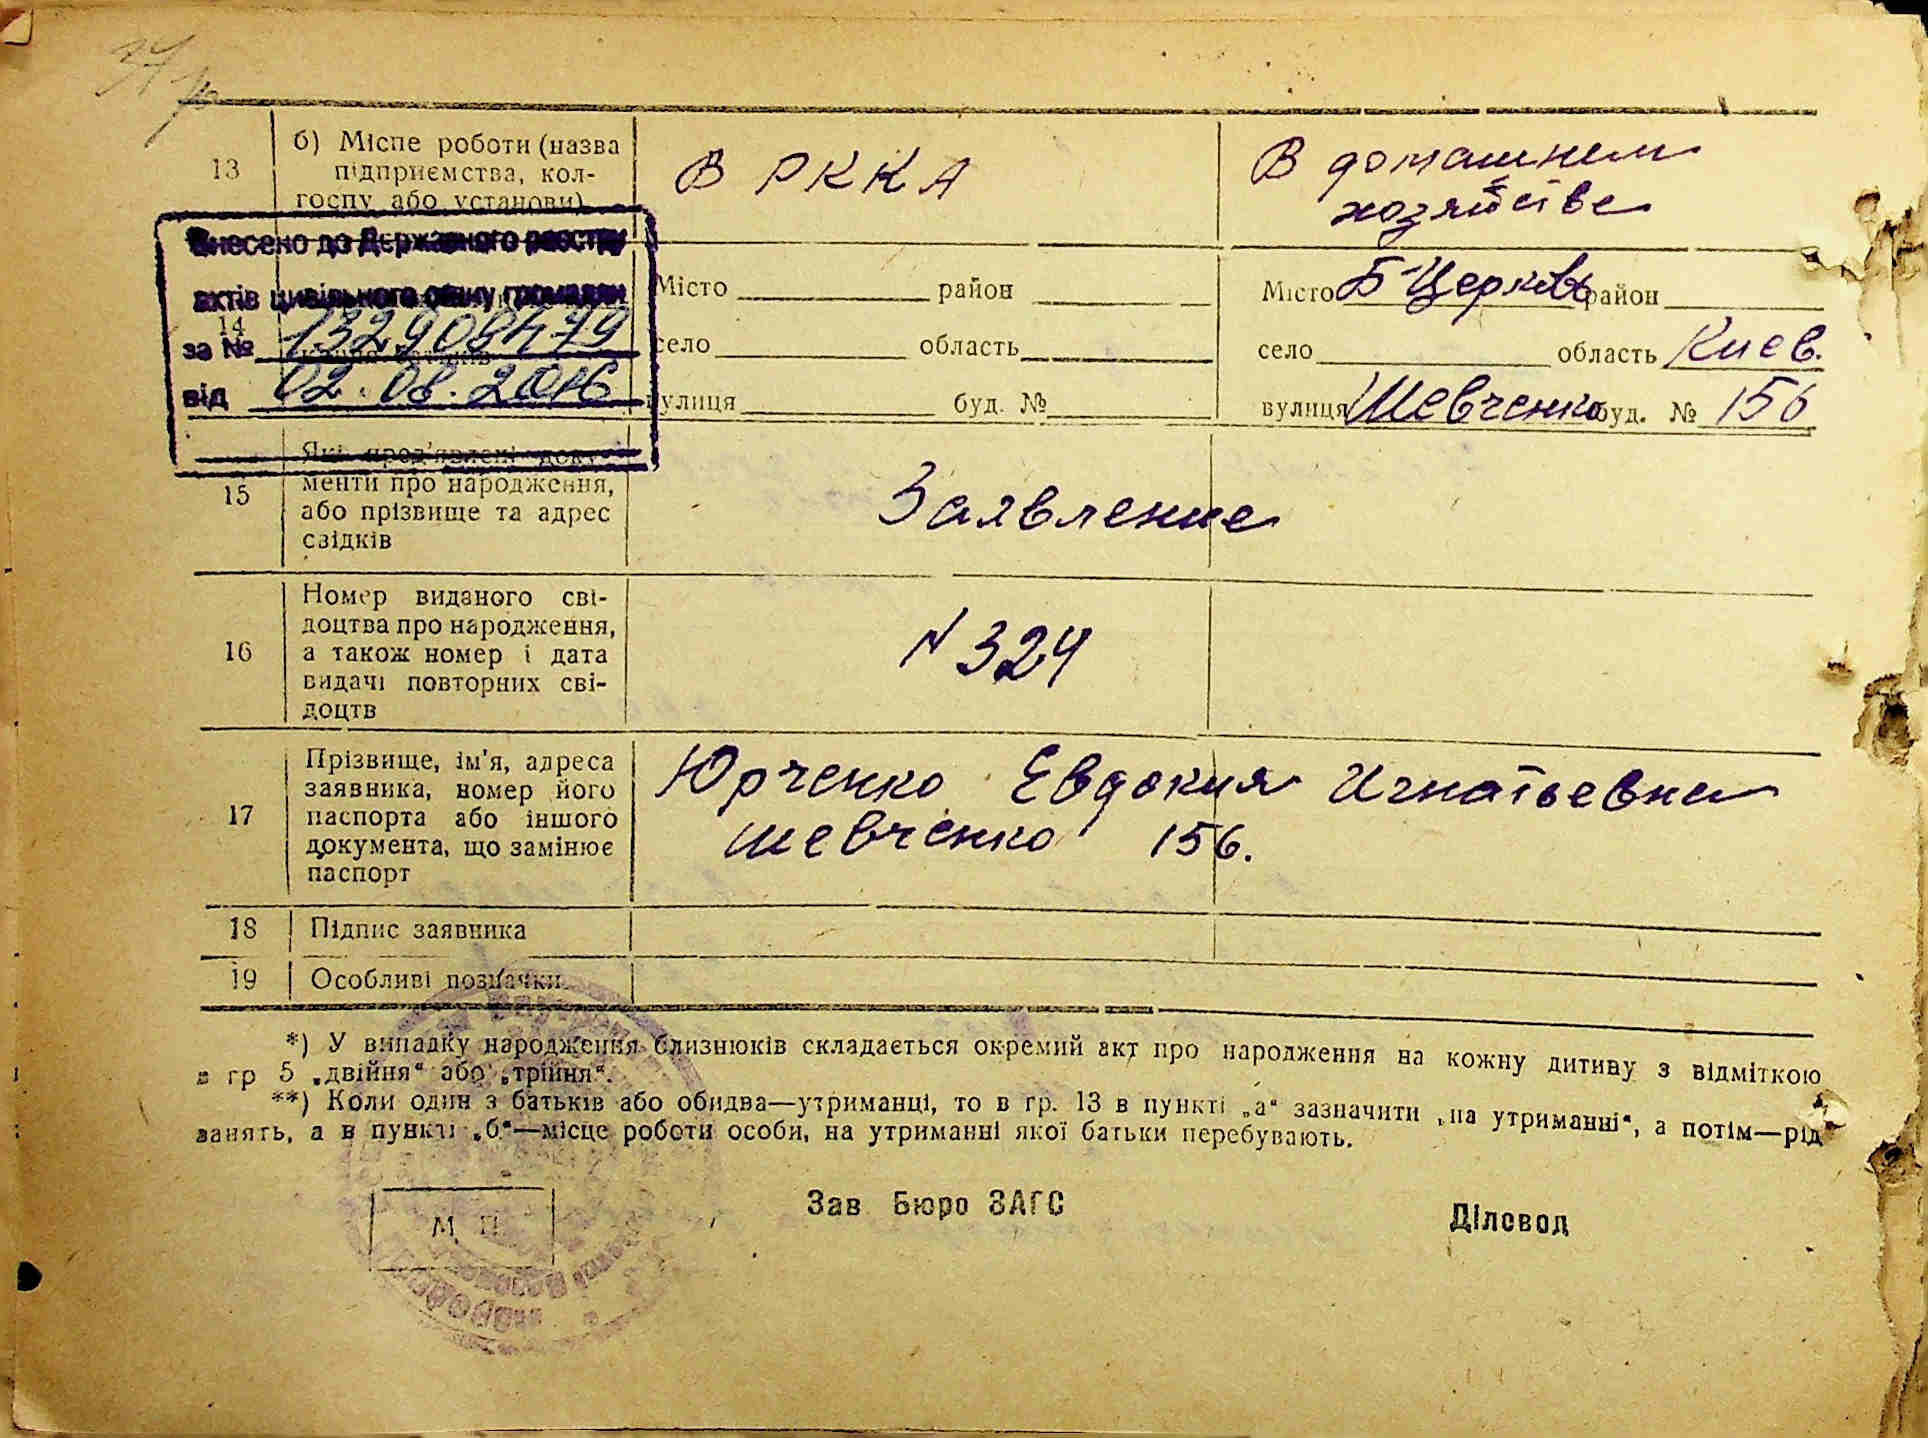 13
б) Місце роботи (назва
підприємства, кол-
госпу або установи)
В РККА
В домашнем
хозяйстве
Внесено до Державного реєстру
актів цивільного стану громадян
за № 132908479
від 02.08.2016
14
Місто район
село область
вулиця буд. №
Місто Б-Церковь район
село область Киев.
вулиця Шевченко буд. № 156
15
Які пред'явлені доку-
менти про народження,
або прізвище та адрес
свідків
Заявление
16
Номер виданого сві-
доцтва про народження,
а також номер і дата
видачі повторних сві-
доцтв
N 324
17
Прізвище, ім'я, адреса
заявника, номер його
паспорта або іншого
документа, що замінює
паспорт
Юрченко Евдокия Игнатьевна
Шевченко 156.
18
Підпис заявника
19
Особливі позначки
*) У випадку народження близнюків складається окремий акт про народження на кожну дитину з відміткою
в гр 5 „двійня“ або „трійня“.
**) Коли один з батьків або обидва—утриманці, то в гр. 13 в пункті „а“ зазначити „на утриманні“, а потім—рід
занять, а в пункті „б“—місце роботи особи, на утриманні якої батьки перебувають.
М. П.
Зав Бюро ЗАГС
Діловод